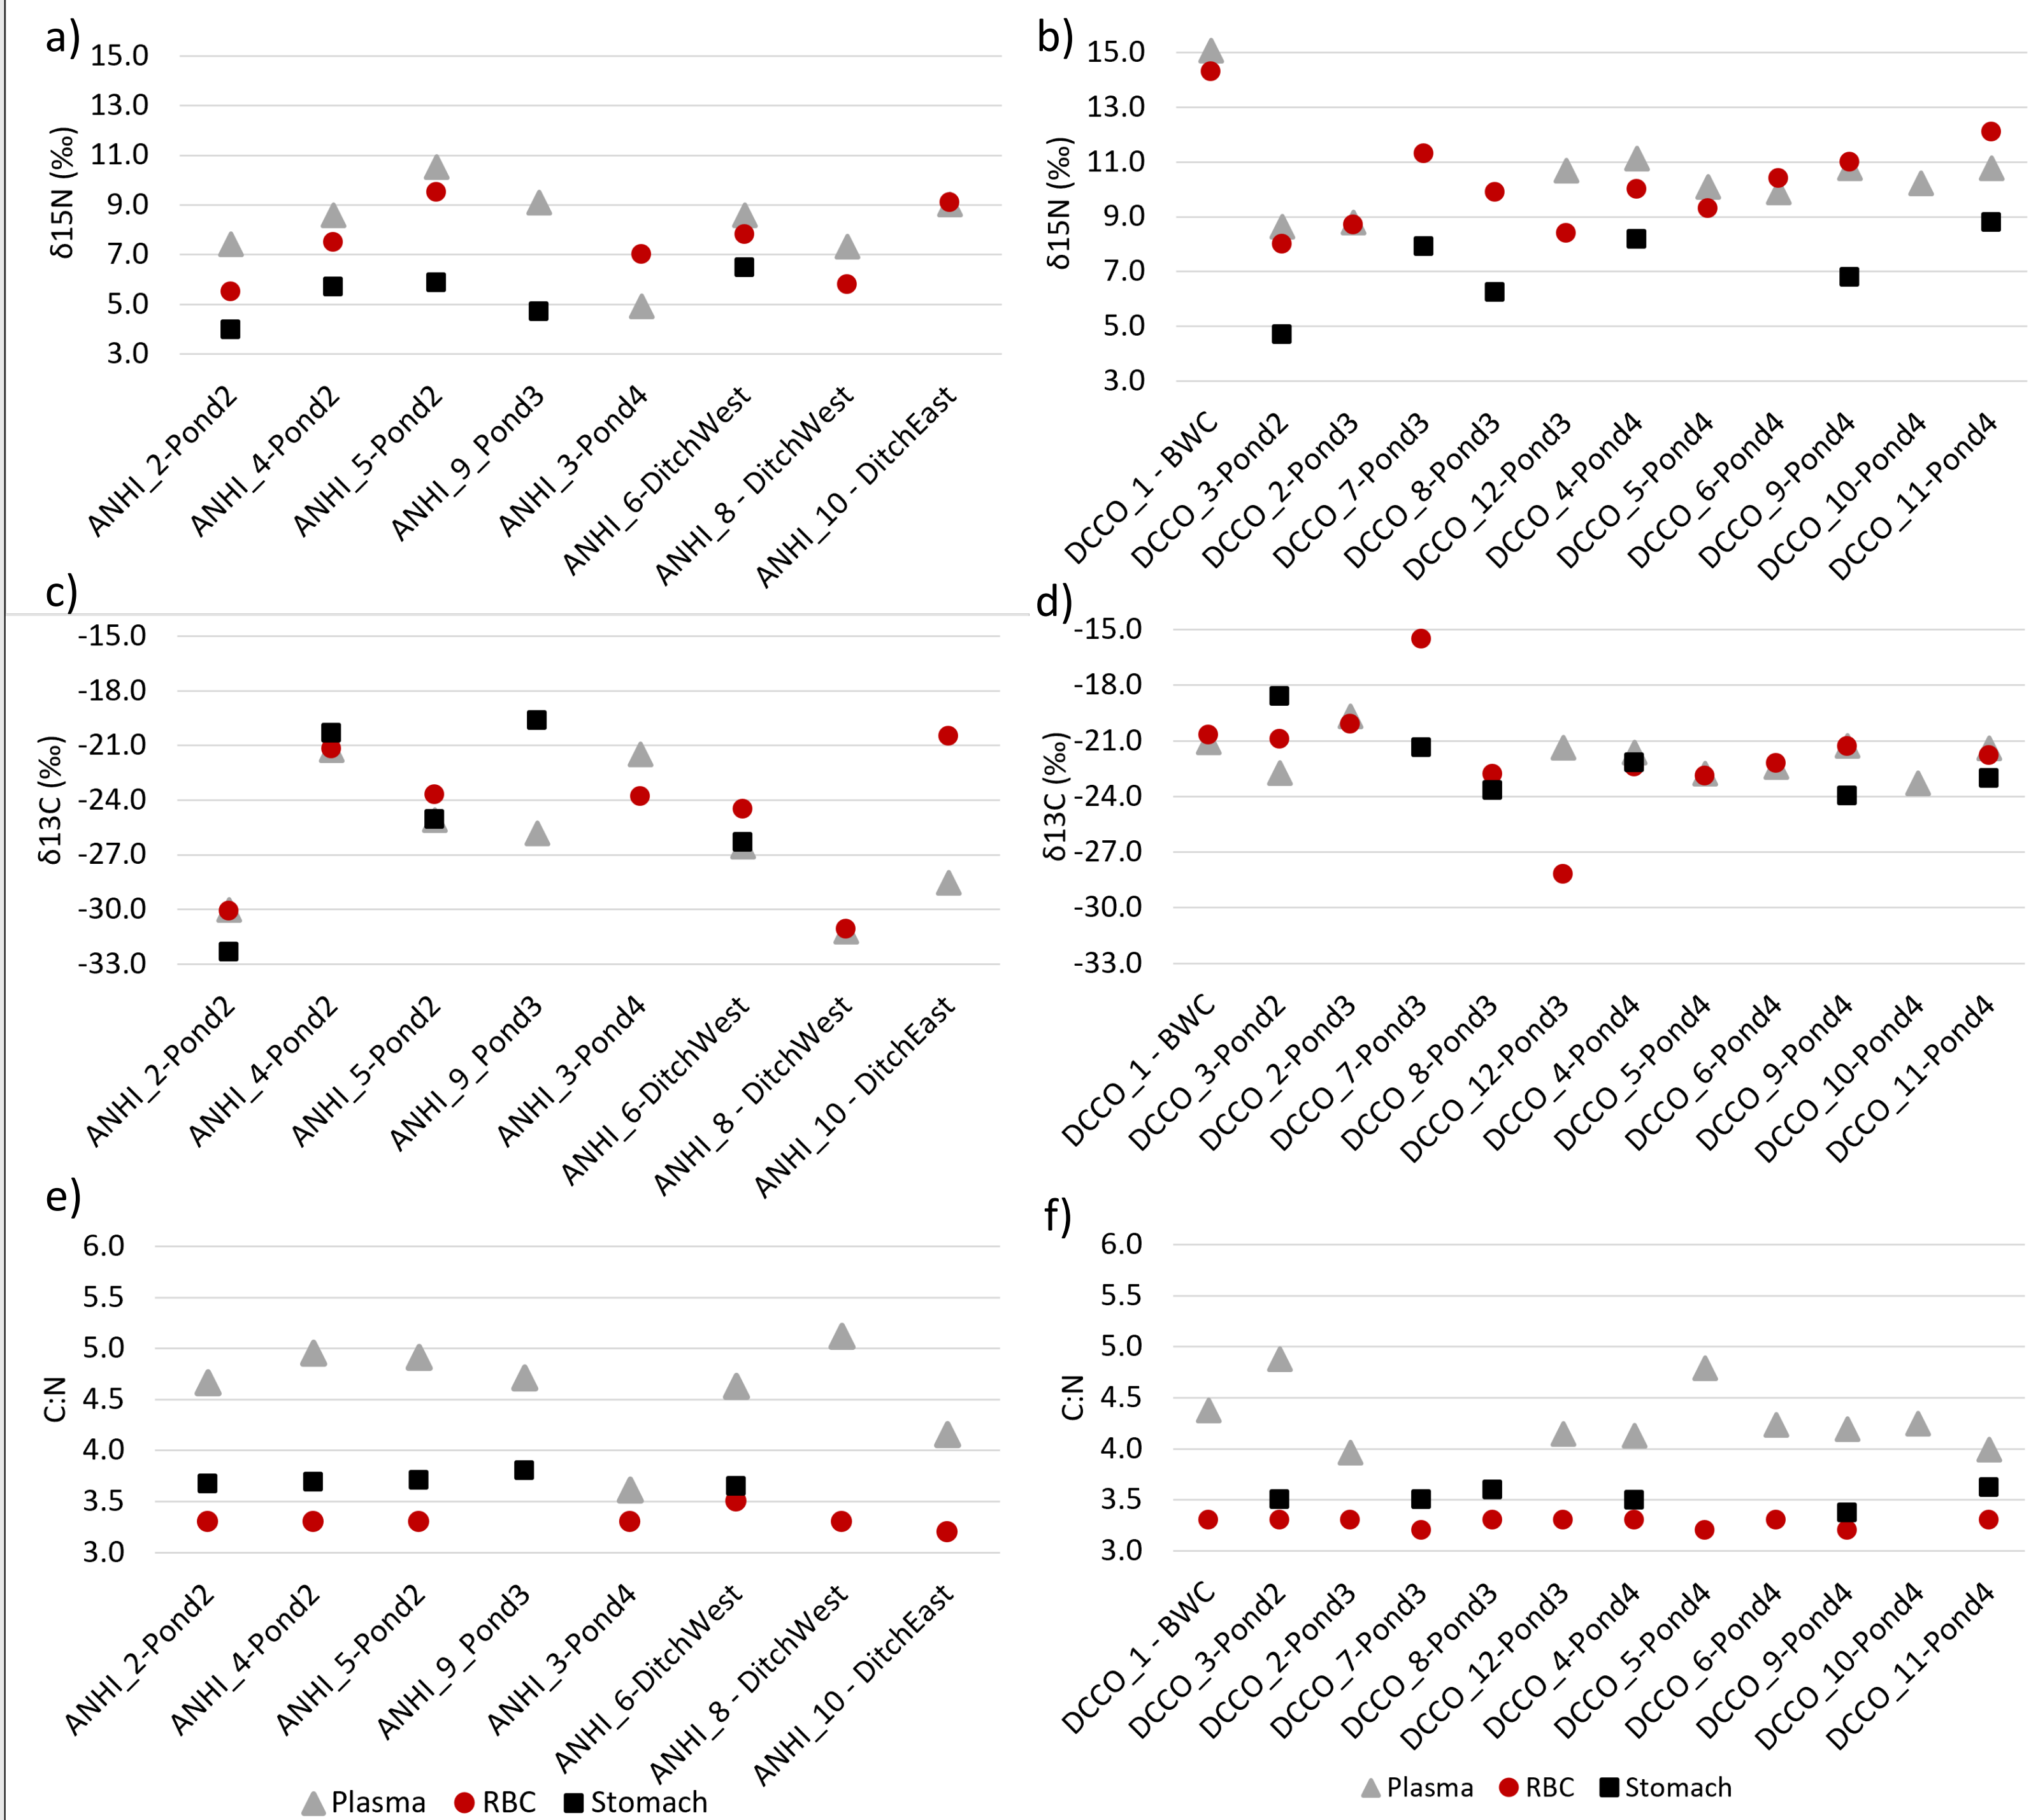 a)
15.0
13.0
11.0
9.0
7.0
5.0
3.0
δ15N (‰)
ANHI_2-Pond2
ANHI_4-Pond2
ANHI_5-Pond2
ANHI_9_Pond3
ANHI_3-Pond4
ANHI_6-DitchWest
ANHI_8 - DitchWest
ANHI_10 - DitchEast
b)
15.0
13.0
11.0
9.0
7.0
5.0
3.0
δ15N (‰)
DCCO_1 - BWC
DCCO_3-Pond2
DCCO_2-Pond3
DCCO_7-Pond3
DCCO_8-Pond3
DCCO_12-Pond3
DCCO_4-Pond4
DCCO_5-Pond4
DCCO_6-Pond4
DCCO_9-Pond4
DCCO_10-Pond4
DCCO_11-Pond4
c)
-15.0
-18.0
-21.0
-24.0
-27.0
-30.0
-33.0
δ13C (‰)
ANHI_2-Pond2
ANHI_4-Pond2
ANHI_5-Pond2
ANHI_9_Pond3
ANHI_3-Pond4
ANHI_6-DitchWest
ANHI_8 - DitchWest
ANHI_10 - DitchEast
d)
-15.0
-18.0
-21.0
-24.0
-27.0
-30.0
-33.0
δ13C (‰)
DCCO_1 - BWC
DCCO_3-Pond2
DCCO_2-Pond3
DCCO_7-Pond3
DCCO_8-Pond3
DCCO_12-Pond3
DCCO_4-Pond4
DCCO_5-Pond4
DCCO_6-Pond4
DCCO_9-Pond4
DCCO_10-Pond4
DCCO_11-Pond4
e)
6.0
5.5
5.0
4.5
4.0
3.5
3.0
C:N
ANHI_2-Pond2
ANHI_4-Pond2
ANHI_5-Pond2
ANHI_9_Pond3
ANHI_3-Pond4
ANHI_6-DitchWest
ANHI_8 - DitchWest
ANHI_10 - DitchEast
Plasma RBC Stomach
f)
6.0
5.5
5.0
4.5
4.0
3.5
3.0
C:N
DCCO_1 - BWC
DCCO_3-Pond2
DCCO_2-Pond3
DCCO_7-Pond3
DCCO_8-Pond3
DCCO_12-Pond3
DCCO_4-Pond4
DCCO_5-Pond4
DCCO_6-Pond4
DCCO_9-Pond4
DCCO_10-Pond4
DCCO_11-Pond4
Plasma RBC Stomach